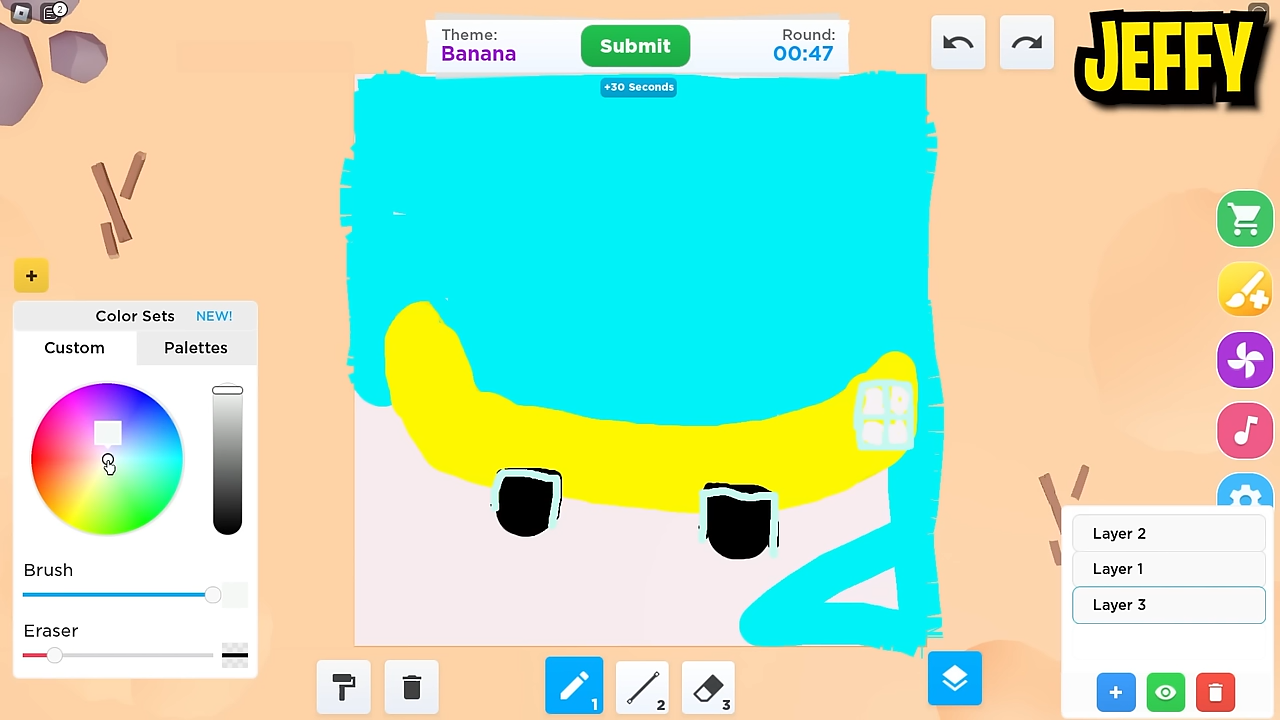 2
Theme:
Banana
Submit
Round:
00:47
+30 Seconds
JEFFY
+
Color Sets
NEW!
Custom
Palettes
Brush
Eraser
Layer 2
Layer 1
Layer 3
1
2
3